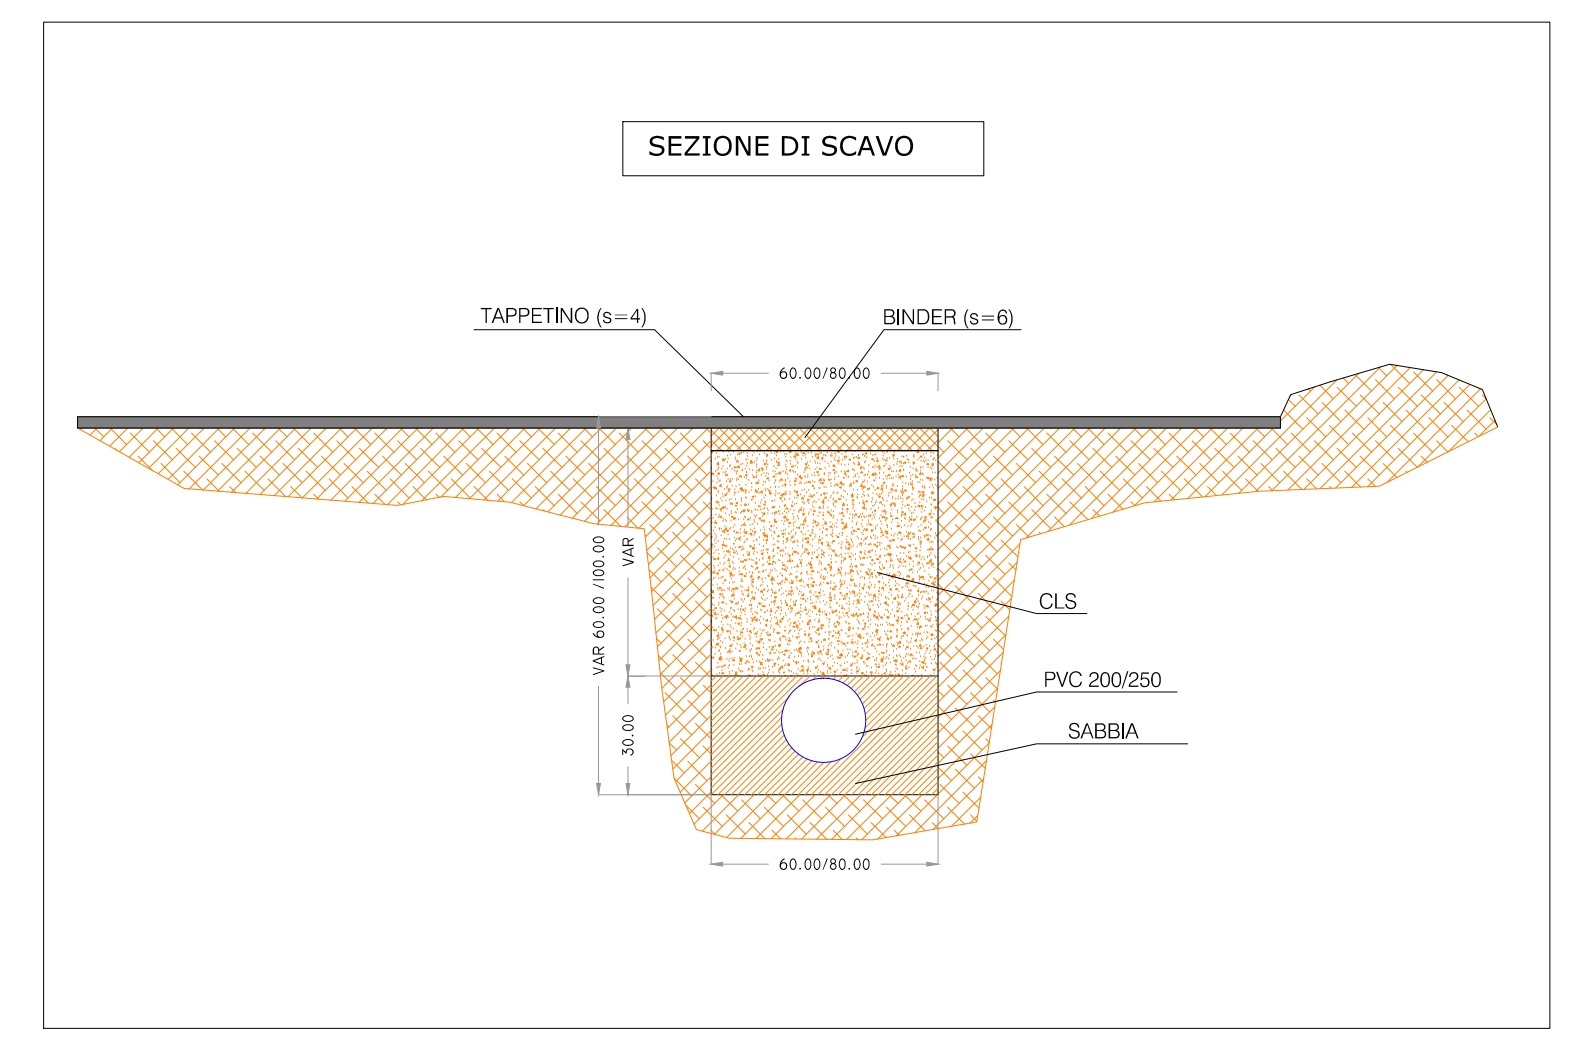 SEZIONE DI SCAVO
TAPPETINO (s=4)
BINDER (s=6)
60.00/80.00
VAR 60.00 /100.00
VAR
CLS
PVC 200/250
30.00
SABBIA
60.00/80.00